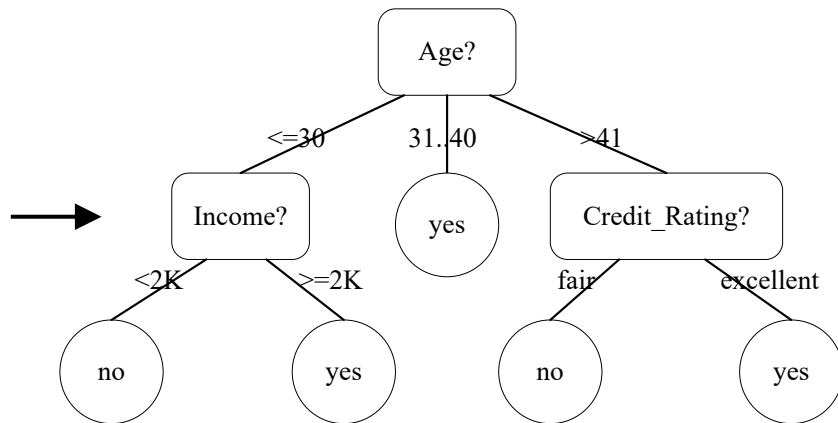 Age?
<=30
31..40
>41
Income?
yes
Credit_Rating?
<2K
>=2K
fair
excellent
no
yes
no
yes